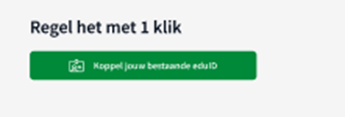 Regel het met 1 klik
Koppel jouw bestaande eduID